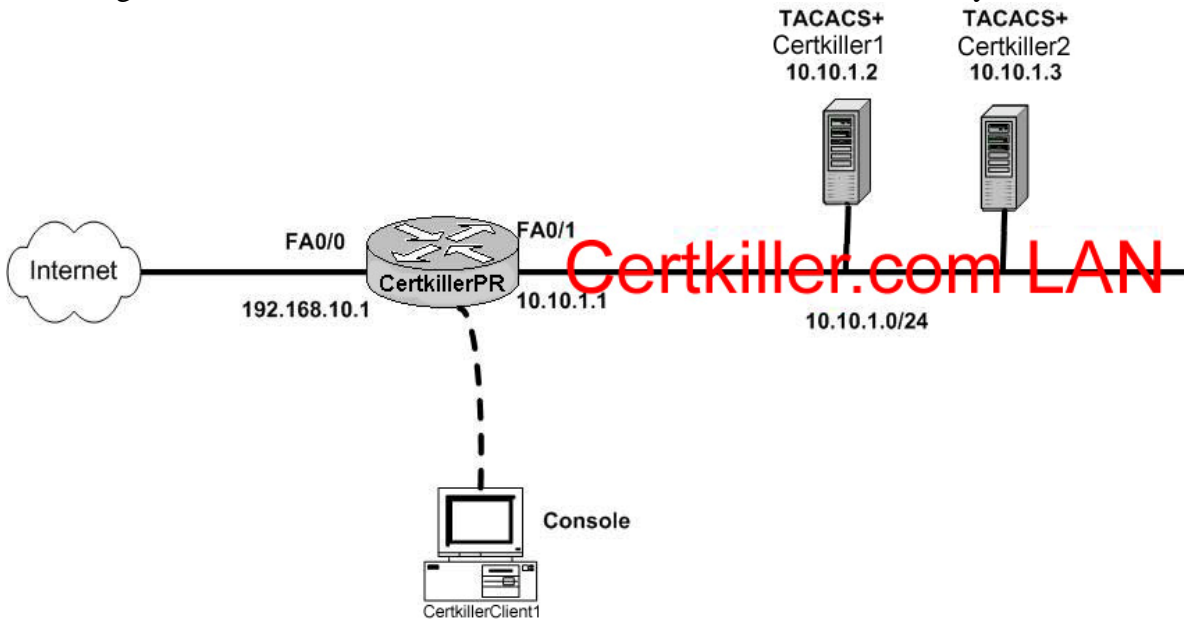 TACACS+
Certkiller1
10.10.1.2
TACACS+
Certkiller2
10.10.1.3
Internet
FA0/0
192.168.10.1
CertkillerPR
FA0/1
10.10.1.1
Certkiller.com LAN
10.10.1.0/24
Console
CertkillerClient1